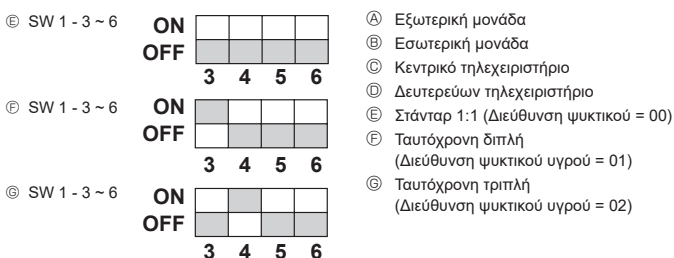 Ⓔ SW 1 - 3 ~ 6
ON
OFF
3 4 5 6
Ⓕ SW 1 - 3 ~ 6
ON
OFF
3 4 5 6
Ⓖ SW 1 - 3 ~ 6
ON
OFF
3 4 5 6
Ⓐ Εξωτερική μονάδα
Ⓑ Εσωτερική μονάδα
Ⓒ Κεντρικό τηλεχειριστήριο
Ⓓ Δευτερεύων τηλεχειριστήριο
Ⓔ Στάνταρ 1:1 (Διεύθυνση ψυκτικού = 00)
Ⓕ Ταυτόχρονη διπλή
(Διεύθυνση ψυκτικού υγρού = 01)
Ⓖ Ταυτόχρονη τριπλή
(Διεύθυνση ψυκτικού υγρού = 02)